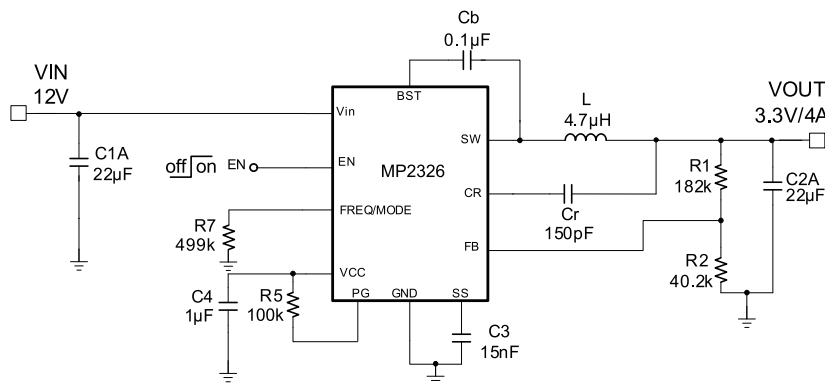 Cb
0.1µF
VIN
12V
BST
L
4.7µH
VOUT
3.3V/4A
Vin
SW
C1A
22µF
off on EN
EN
MP2326
CR
Cr
150pF
R1
182k
C2A
22µF
FREQ/MODE
R7
499k
FB
R2
40.2k
VCC
C4
1µF
R5
100k
PG
GND
SS
C3
15nF